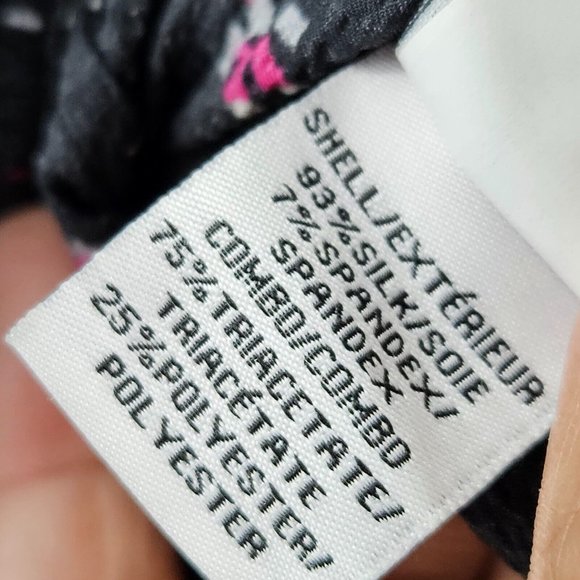 SHELL/EXTÉRIEUR
93%SILK/SOIE
7%SPANDEX/
SPANDEX
COMBO/COMBO
75%TRIACETATE/
TRIACÉTATE
25%POLYESTER/
POLYESTER